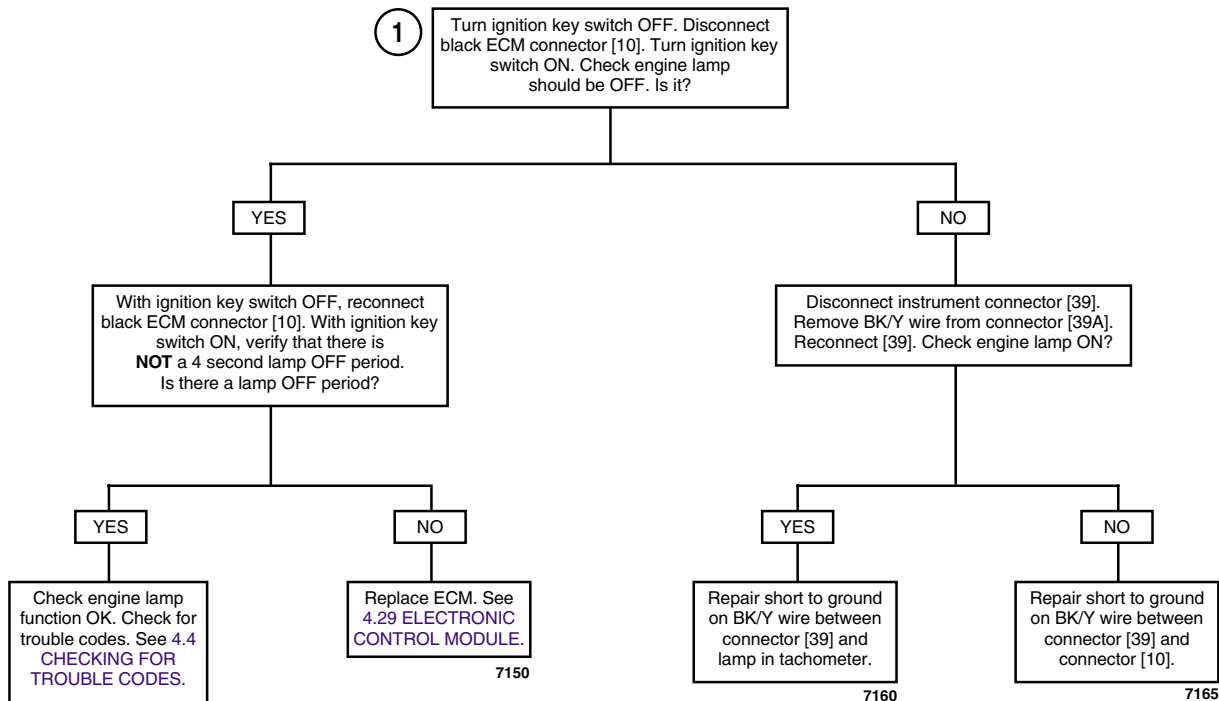 1
Turn ignition key switch OFF. Disconnect
black ECM connector [10]. Turn ignition key
switch ON. Check engine lamp
should be OFF. Is it?
YES
NO
With ignition key switch OFF, reconnect
black ECM connector [10]. With ignition key
switch ON, verify that there is
NOT a 4 second lamp OFF period.
Is there a lamp OFF period?
Disconnect instrument connector [39].
Remove BK/Y wire from connector [39A].
Reconnect [39]. Check engine lamp ON?
YES
NO
YES
NO
Check engine lamp
function OK. Check for
trouble codes. See 4.4
CHECKING FOR
TROUBLE CODES.
Replace ECM. See
4.29 ELECTRONIC
CONTROL MODULE.
7150
Repair short to ground
on BK/Y wire between
connector [39] and
lamp in tachometer.
7160
Repair short to ground
on BK/Y wire between
connector [39] and
connector [10].
7165